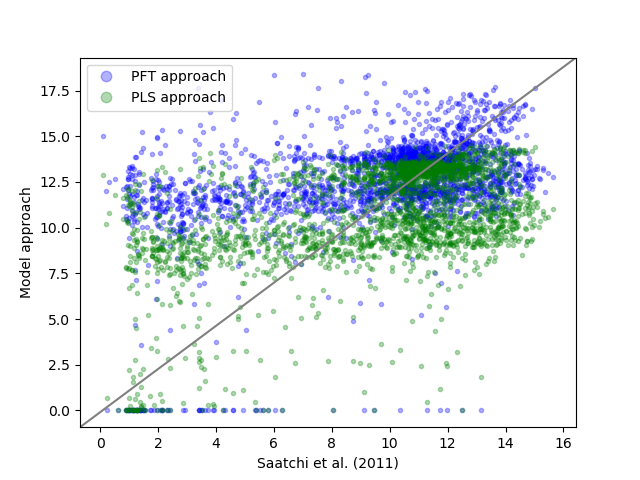 PFT approach
PLS approach
Model approach
17.5
15.0
12.5
10.0
7.5
5.0
2.5
0.0
0 2 4 6 8 10 12 14 16
Saatchi et al. (2011)